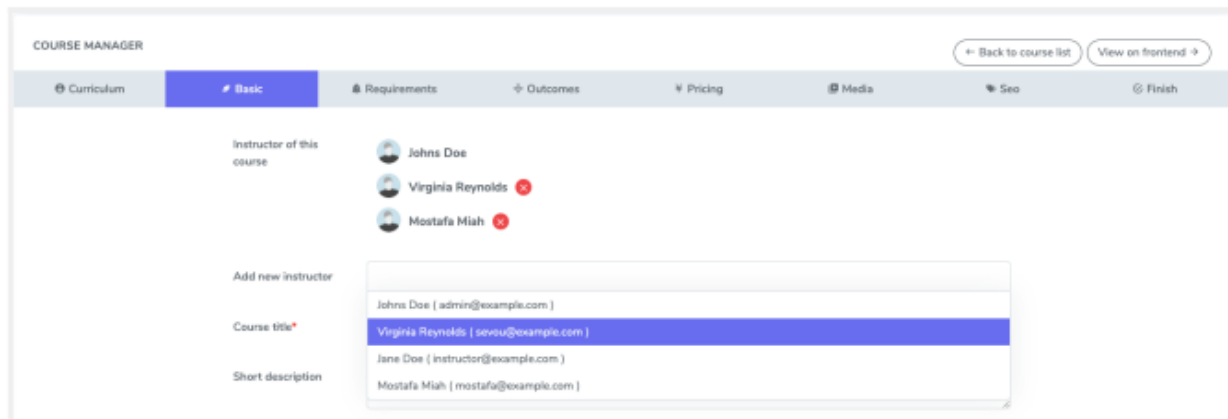 COURSE MANAGER
← Back to course list
View on frontend →
Curriculum
Basic
Requirements
Outcomes
Pricing
Media
Seo
Finish
Instructor of this
course
Johns Doe
Virginia Reynolds
Mostafa Miah
Add new instructor
Johns Doe ( admin@example.com )
Course title*
Virginia Reynolds ( sevou@example.com )
Jane Doe ( instructor@example.com )
Short description
Mostafa Miah ( mostafa@example.com )